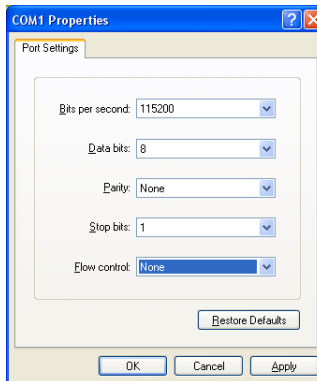 COM1 Properties
Port Settings
Bits per second: 115200
Data bits: 8
Parity: None
Stop bits: 1
Flow control: None
Restore Defaults
OK Cancel Apply